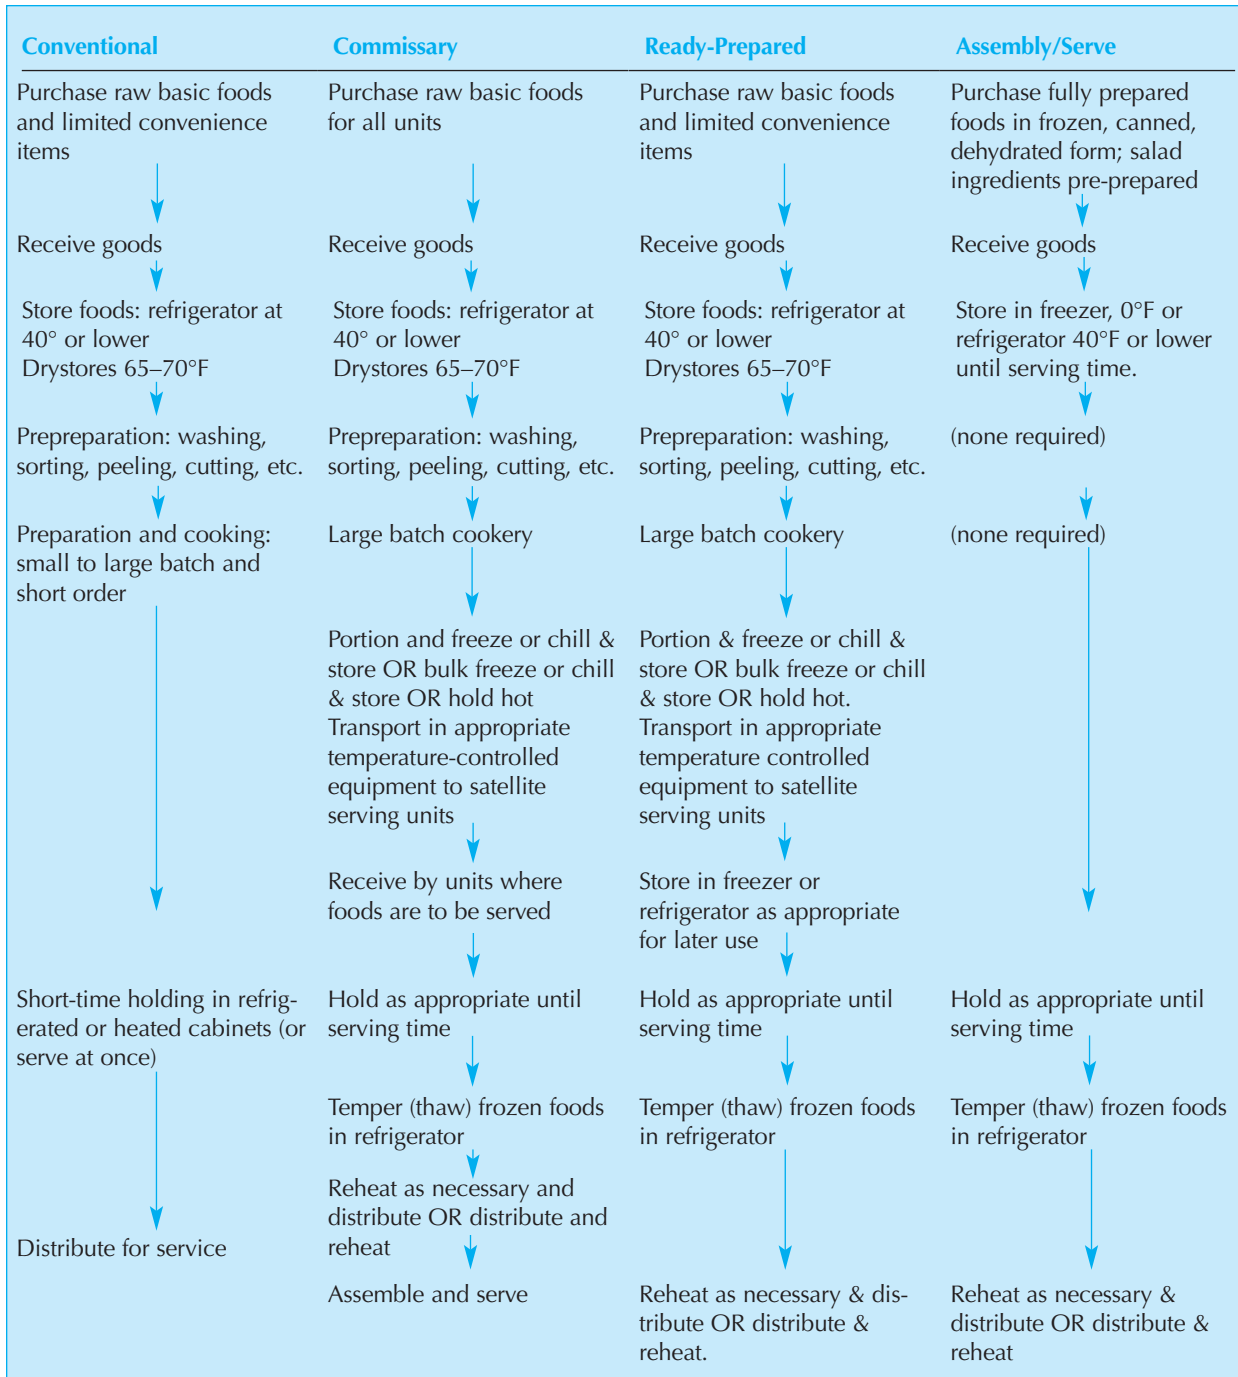 Conventional
Purchase raw basic foods
and limited convenience
items
Receive goods
Store foods: refrigerator at
40° or lower
Drystores 65–70°F
Prepreparation: washing,
sorting, peeling, cutting, etc.
Preparation and cooking:
small to large batch and
short order
Short-time holding in refrig-
erated or heated cabinets (or
serve at once)
Distribute for service
Commissary
Purchase raw basic foods
for all units
Receive goods
Store foods: refrigerator at
40° or lower
Drystores 65–70°F
Prepreparation: washing,
sorting, peeling, cutting, etc.
Large batch cookery
Portion and freeze or chill &
store OR bulk freeze or chill
& store OR hold hot
Transport in appropriate
temperature-controlled
equipment to satellite
serving units
Receive by units where
foods are to be served
Hold as appropriate until
serving time
Temper (thaw) frozen foods
in refrigerator
Reheat as necessary and
distribute OR distribute and
reheat
Assemble and serve
Ready-Prepared
Purchase raw basic foods
and limited convenience
items
Receive goods
Store foods: refrigerator at
40° or lower
Drystores 65–70°F
Prepreparation: washing,
sorting, peeling, cutting, etc.
Large batch cookery
Portion & freeze or chill &
store OR bulk freeze or chill
& store OR hold hot.
Transport in appropriate
temperature controlled
equipment to satellite
serving units
Store in freezer or
refrigerator as appropriate
for later use
Hold as appropriate until
serving time
Temper (thaw) frozen foods
in refrigerator
Reheat as necessary & dis-
tribute OR distribute &
reheat.
Assembly/Serve
Purchase fully prepared
foods in frozen, canned,
dehydrated form; salad
ingredients pre-prepared
Receive goods
Store in freezer, 0°F or
refrigerator 40°F or lower
until serving time.
(none required)
(none required)
Hold as appropriate until
serving time
Temper (thaw) frozen foods
in refrigerator
Reheat as necessary &
distribute OR distribute &
reheat